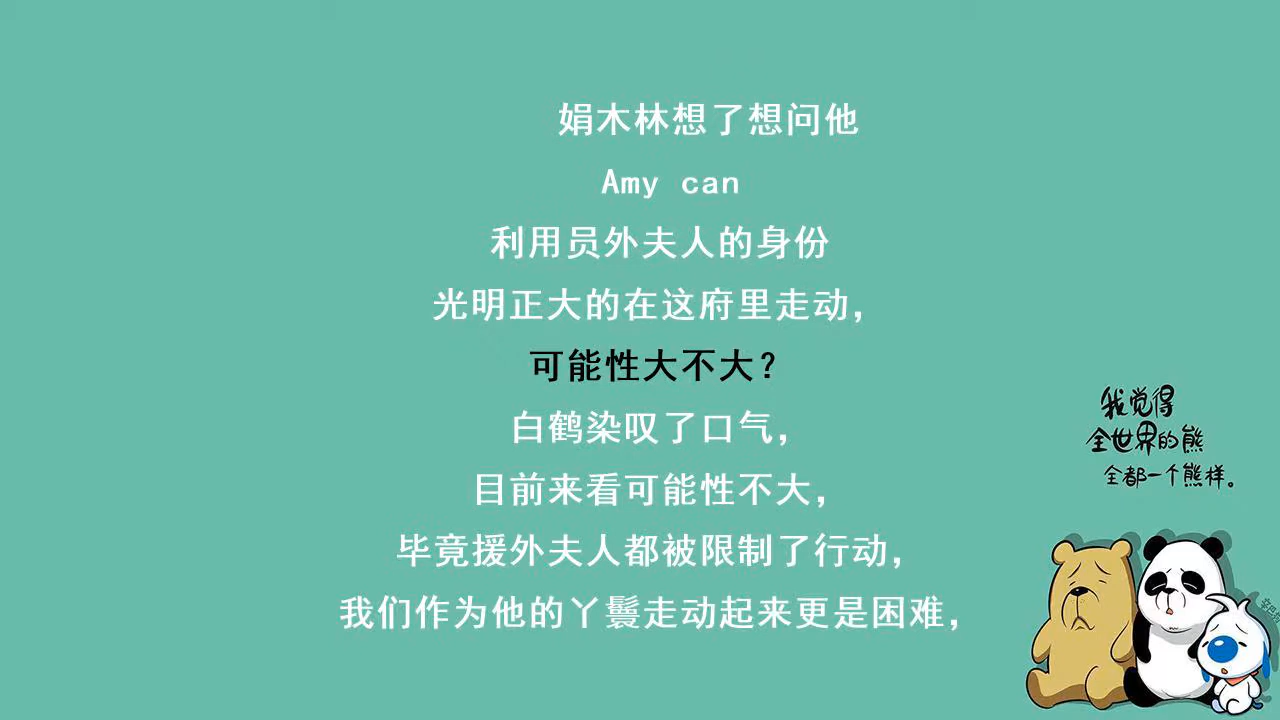 娟木林想了想问他
Amy can
利用员外夫人的身份
光明正大的在这府里走动，
可能性大不大？
白鹤染叹了口气，
目前来看可能性不大，
毕竟援外夫人都被限制了行动，
我们作为他的丫鬟走动起来更是困难，
我觉得
全世界的熊
全都一个熊样。